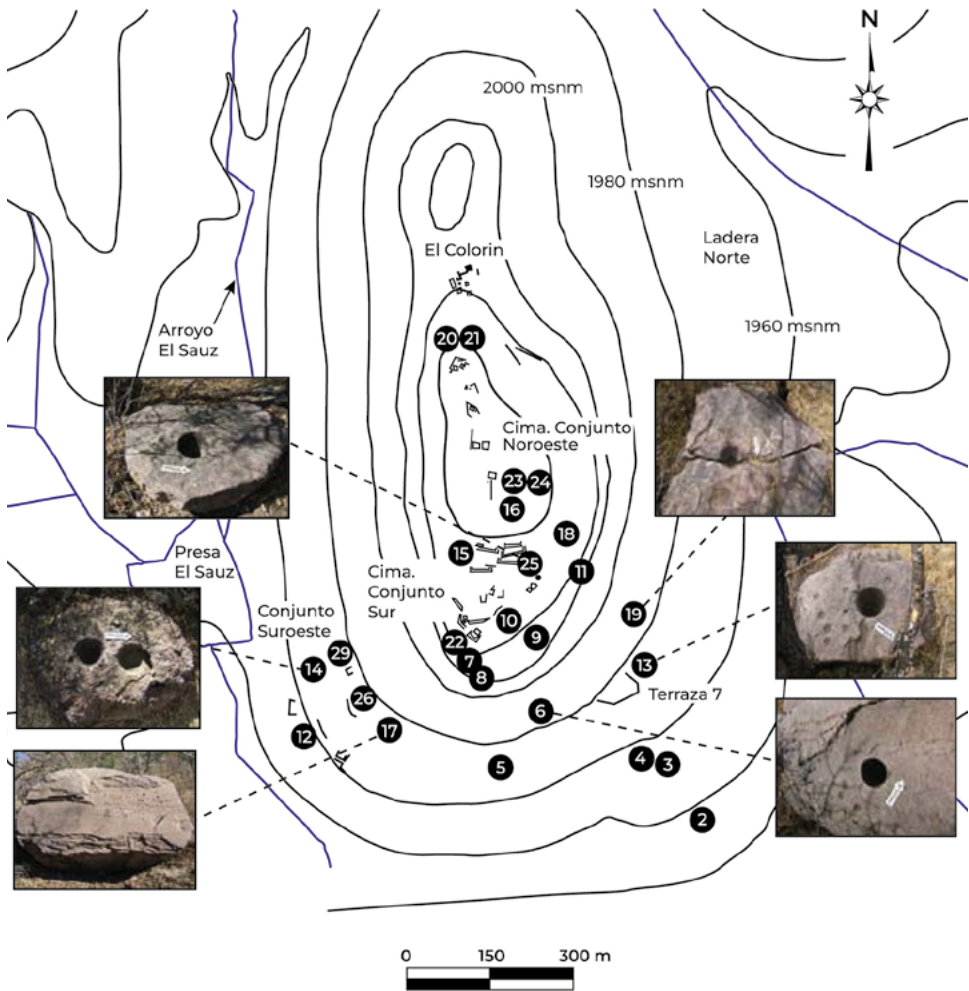 N
2000 msnm
1980 msnm
Ladera
Norte
El Colorin
1960 msnm
Arroyo
El Sauz
20 21
Cima. Conjunto
Noroeste
23 24
16
18
15
Presa
El Sauz
25
11
Cima.
Conjunto
Sur
Conjunto
Suroeste
10
19
9
22
29
7
13
14
8
Terraza 7
26
6
12
17
5
4 3
2
0 150 300 m